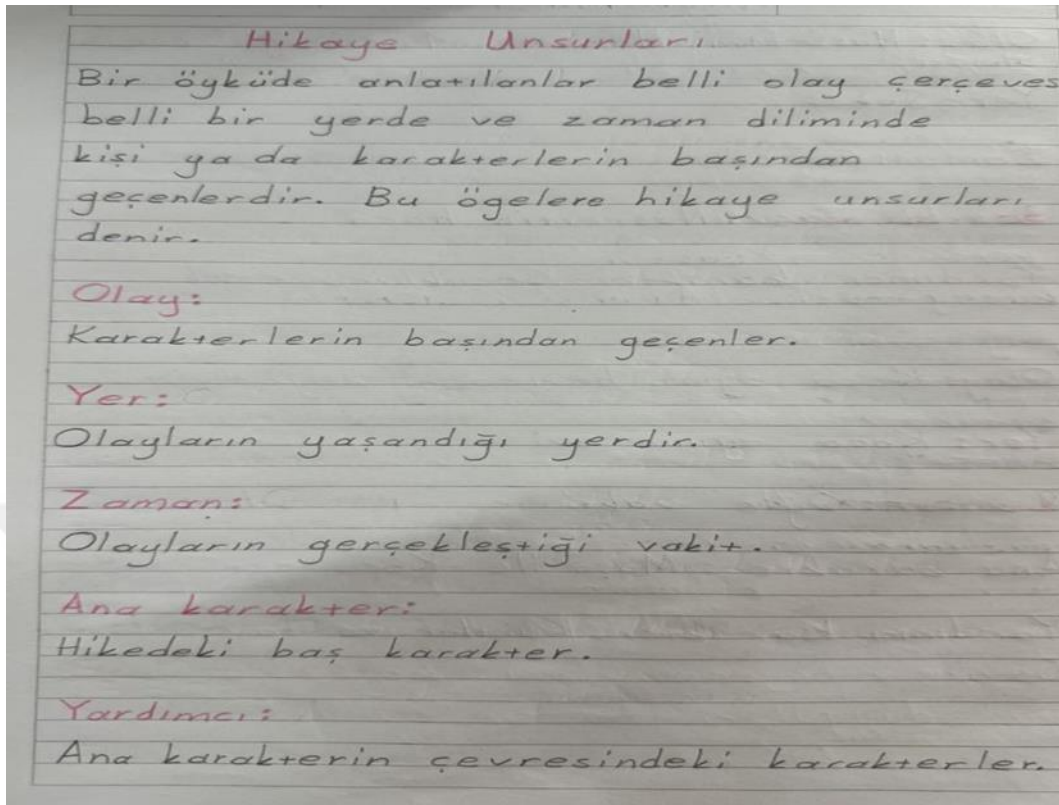 Hikaye Unsurları
Bir öyküde anlatılanlar belli olay çerçeves
belli bir yerde ve zaman diliminde
kişi ya da karakterlerin başından
geçenlerdir. Bu ögelere hikaye unsurları
denir.
Olay:
Karakterlerin başından geçenler.
Yer:
Olayların yaşandığı yerdir.
Zaman:
Olayların gerçekleştiği vakit.
Ana karakter:
Hikedeki baş karakter.
Yardımcı:
Ana karakterin çevresindeki karakterler.